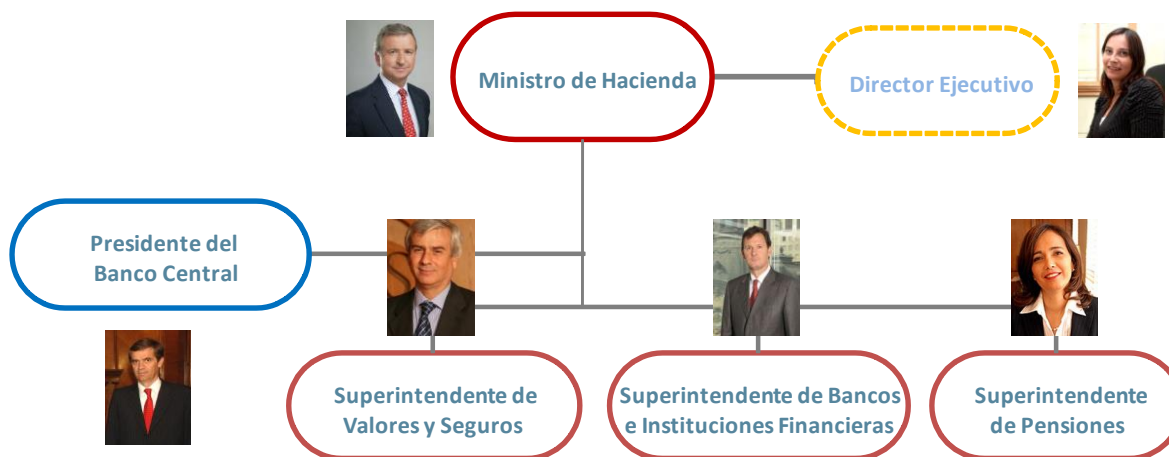 Ministro de Hacienda
Director Ejecutivo
Presidente del
Banco Central
Superintendente de
Valores y Seguros
Superintendente de Bancos
e Instituciones Financieras
Superintendente
de Pensiones